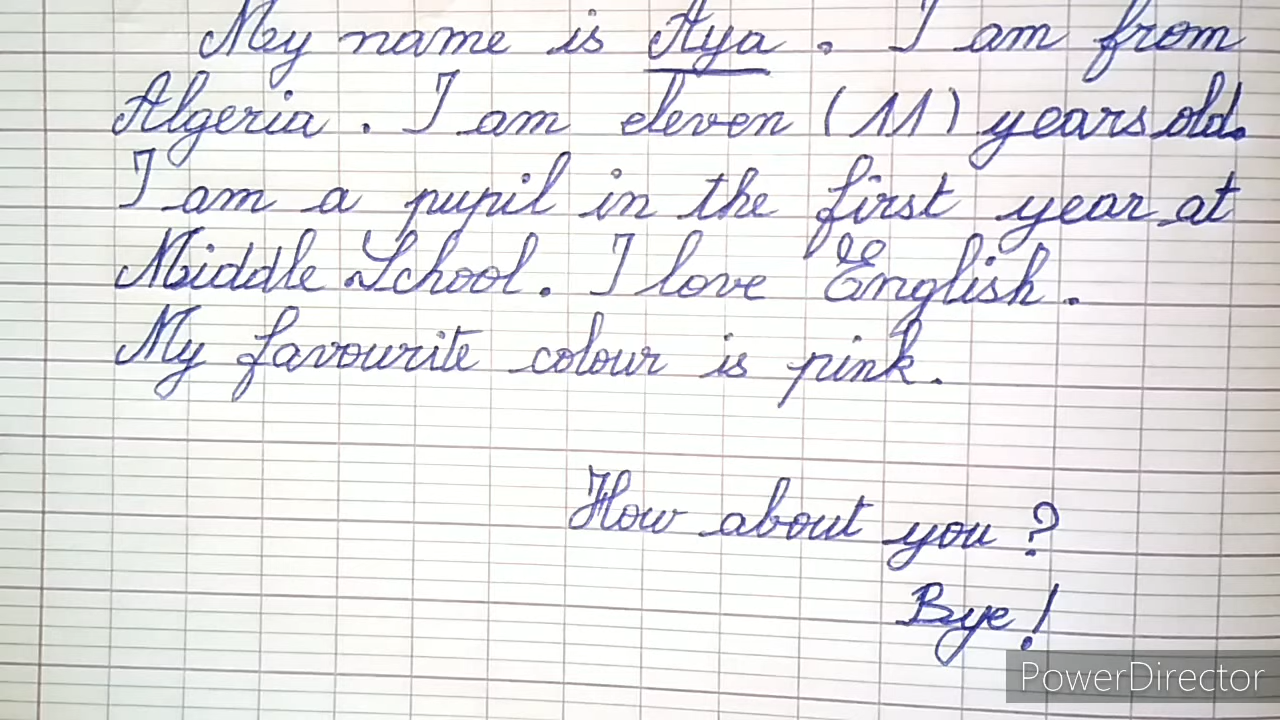 My name is Aya. I am from
Algeria. I am eleven (11) years old.
I am a pupil in the first year at
Middle School. I love English.
My favourite colour is pink.
How about you?
Bye!
PowerDirector